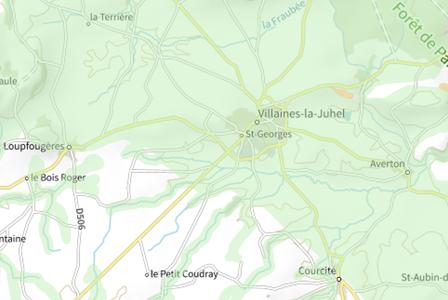 la Terrière
la Fraubée
Forêt de Pa
aule
Villaines-la-Juhel
St-Georges
Loupfougères
Averton
le Bois Roger
D506
ntaine
le Petit Coudray
Courcité
St-Aubin-d